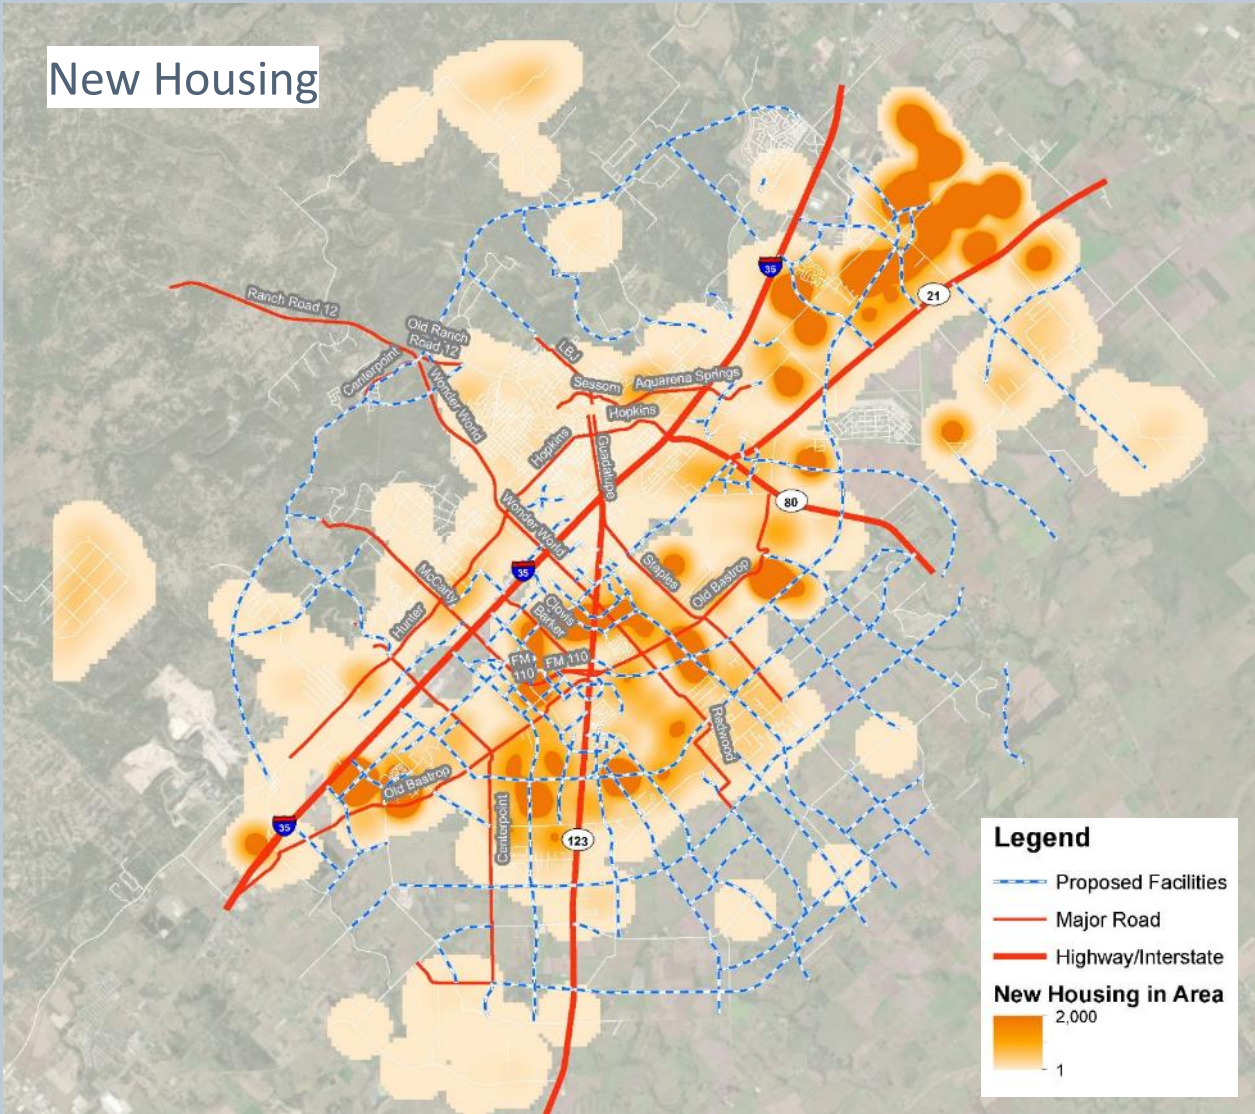 New Housing
35
21
Ranch Road 12
Old Ranch
Road 12
Centerpoint
LBJ
Wonder World
Sessom
Aquarena Springs
Hopkins
Hopkins
Guadalupe
80
Wonder World
35
Staples
McCarty
Old Bastrop
Hunter
Clovis
Barker
FM
110
FM 110
Redwood
Old Bastrop
Centerpoint
35
123
Legend
Proposed Facilities
Major Road
Highway/Interstate
New Housing in Area
2,000
1